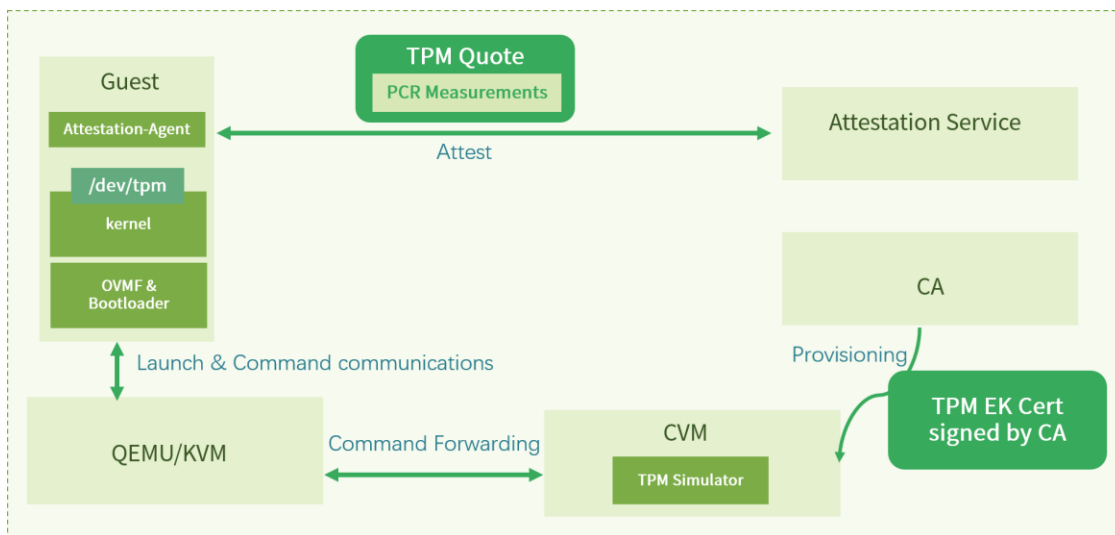 TPM Quote
PCR Measurements
Guest
Attestation-Agent
/dev/tpm
kernel
OVMF &
Bootloader
Attest
Attestation Service
CA
Launch & Command communications
Provisioning
TPM EK Cert
signed by CA
QEMU/KVM
Command Forwarding
CVM
TPM Simulator